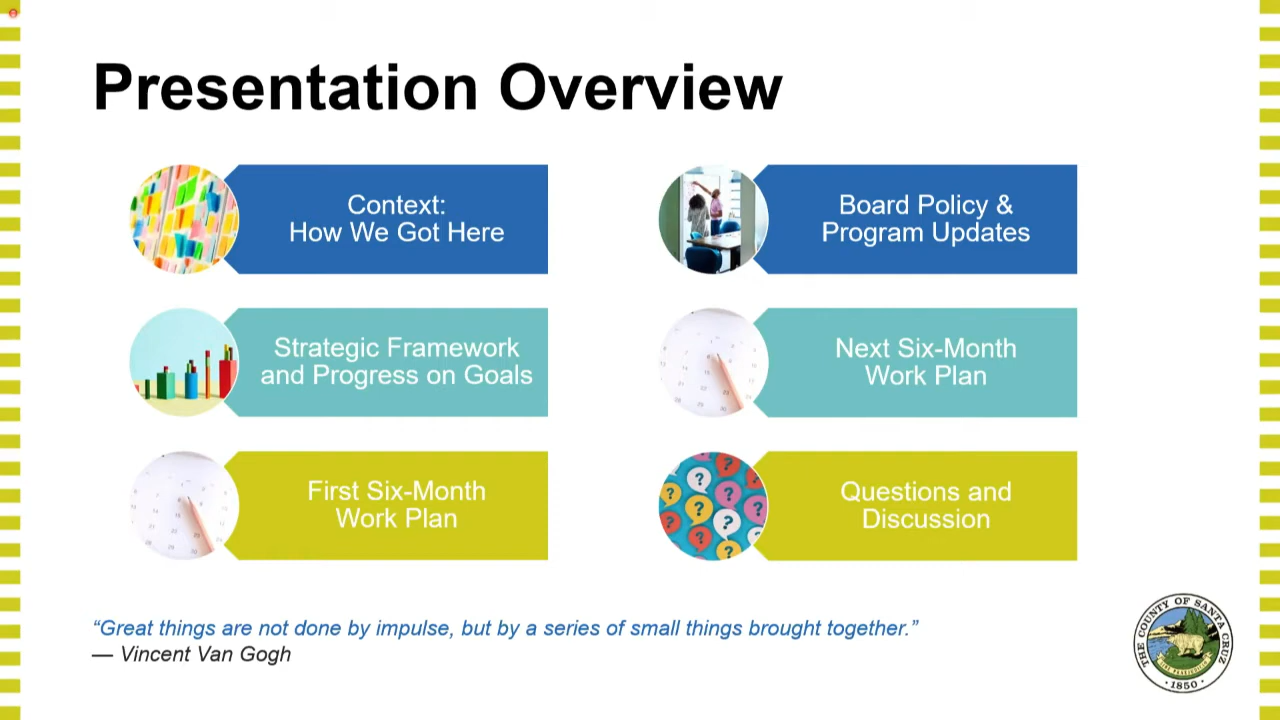 Presentation Overview
Context:
How We Got Here
Strategic Framework
and Progress on Goals
First Six-Month
Work Plan
Board Policy &
Program Updates
Next Six-Month
Work Plan
Questions and
Discussion
“Great things are not done by impulse, but by a series of small things brought together.”
— Vincent Van Gogh
THE COUNTY OF SANTA CRUZ
· 1850 ·